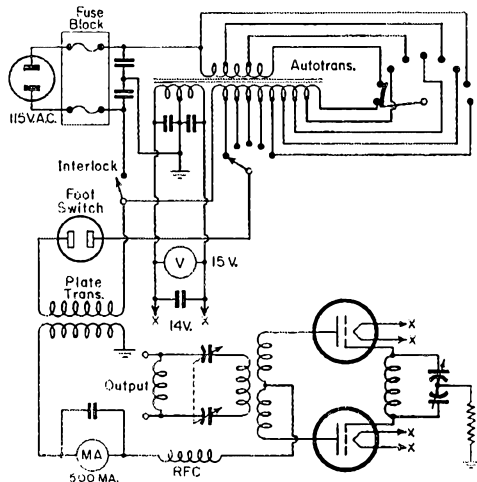 Fuse
Block
115V.A.C.
Autotrans.
Interlock
Foot
Switch
V
15 V.
Plate
Trans.
X
14V.
X
X
X
Output
X
X
MA
500 MA.
RFC